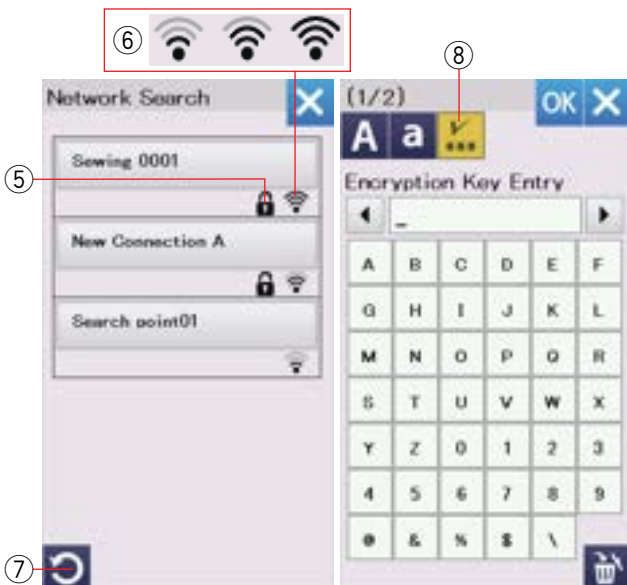 ⑥
⑧
Network Search
(1/2) OK
A a
Sewing 0001
Encryption Key Entry
⑤
_
New Connection A
A B C D E F
G H I J K L
Search point01
M N O P Q R
S T U V W X
Y Z 0 1 2 3
4 5 6 7 8 9
@ & % $ \
⑦